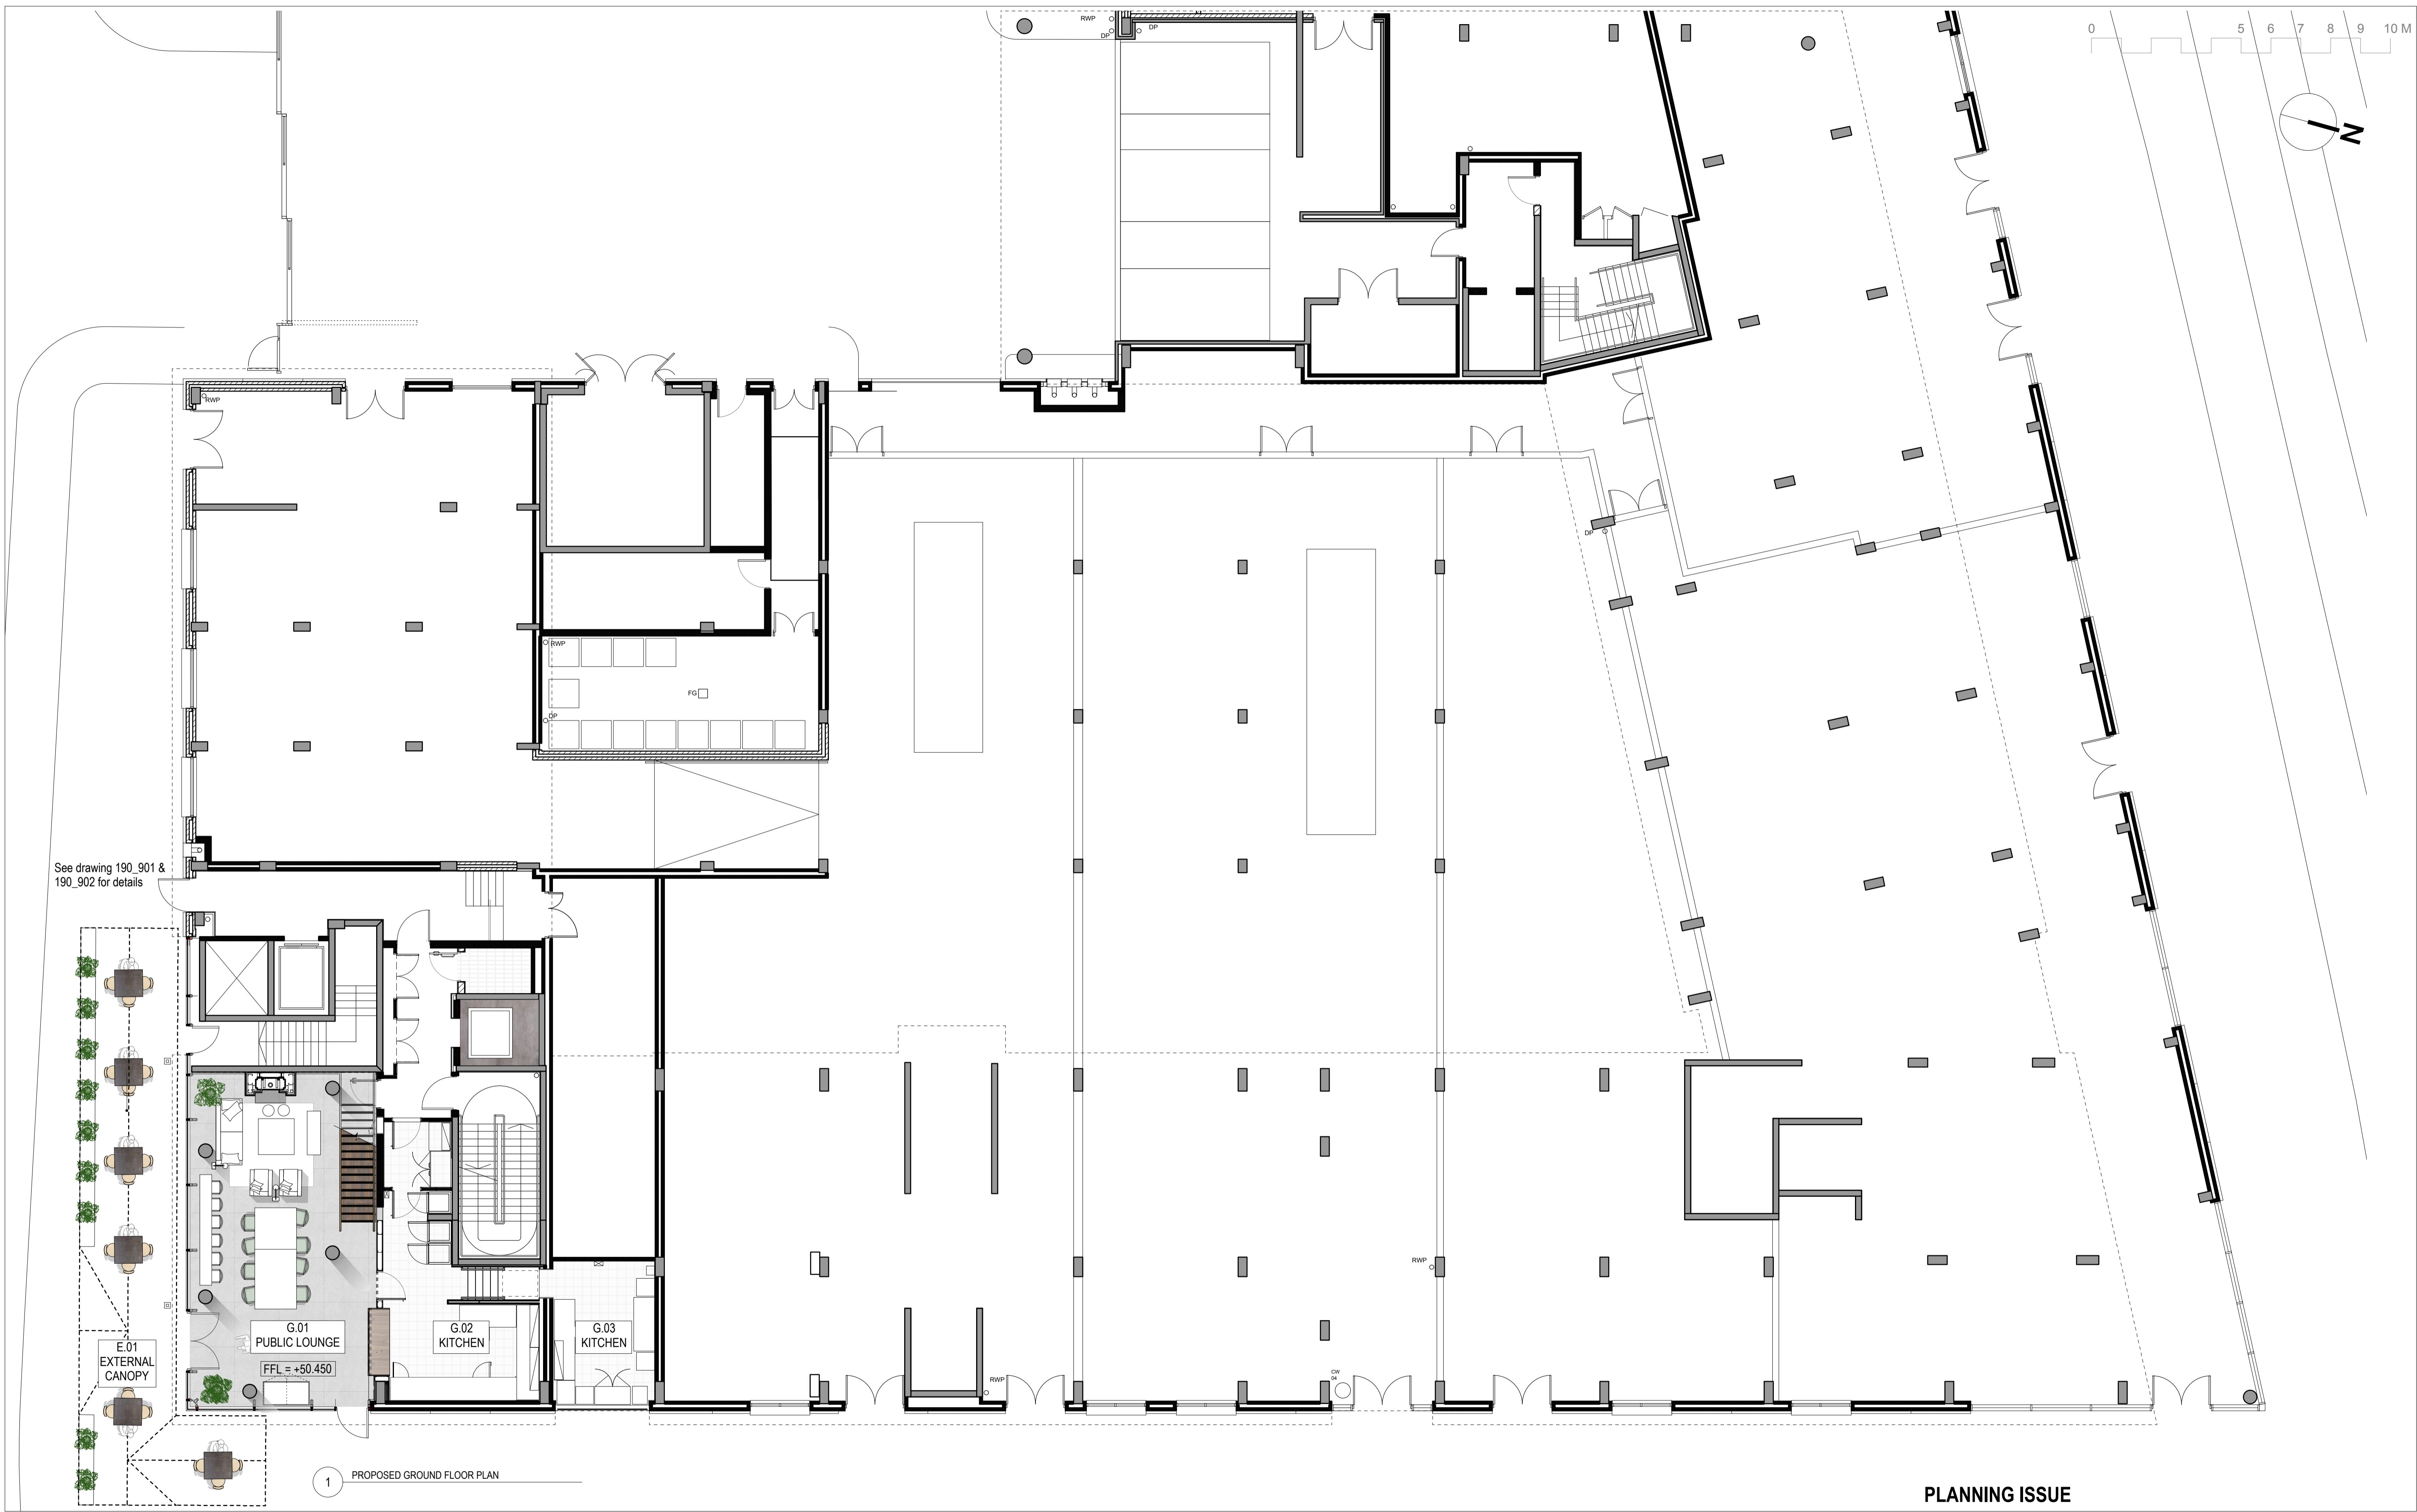 RWP
DP
DP
0 5 6 7 8 9 10 M
N
RWP
DP
RWP
FG
DP
See drawing 190_901 &
190_902 for details
RWP
G.01
PUBLIC LOUNGE
FFL = +50.450
G.02
KITCHEN
G.03
KITCHEN
E.01
EXTERNAL
CANOPY
RWP
CW
04
1 PROPOSED GROUND FLOOR PLAN
PLANNING ISSUE